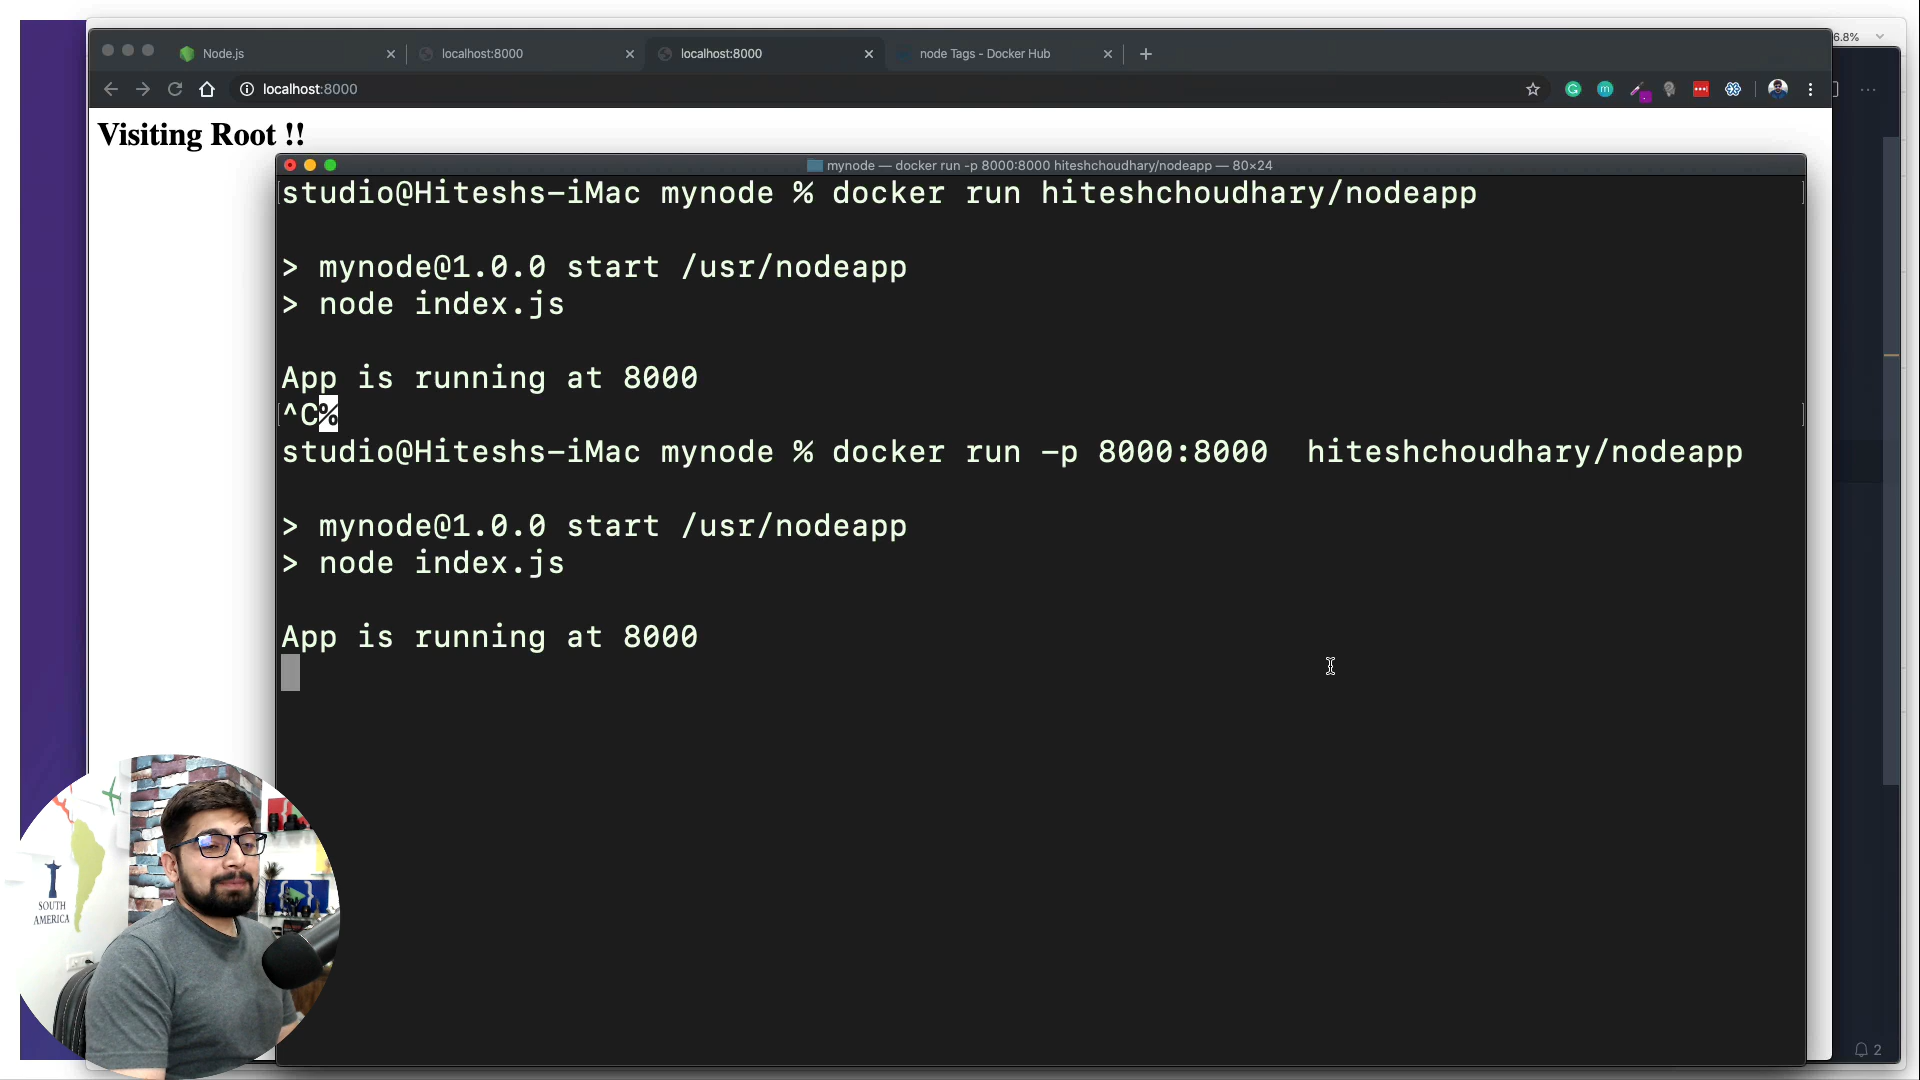 6.8%
Node.js
localhost:8000
localhost:8000
node Tags - Docker Hub
localhost:8000
Visiting Root !!
mynode — docker run -p 8000:8000 hiteshchoudhary/nodeapp — 80×24
studio@Hiteshs-iMac mynode % docker run hiteshchoudhary/nodeapp
> mynode@1.0.0 start /usr/nodeapp
> node index.js
App is running at 8000
^C%
studio@Hiteshs-iMac mynode % docker run -p 8000:8000  hiteshchoudhary/nodeapp
> mynode@1.0.0 start /usr/nodeapp
> node index.js
App is running at 8000
SOUTH
AMERICA
2